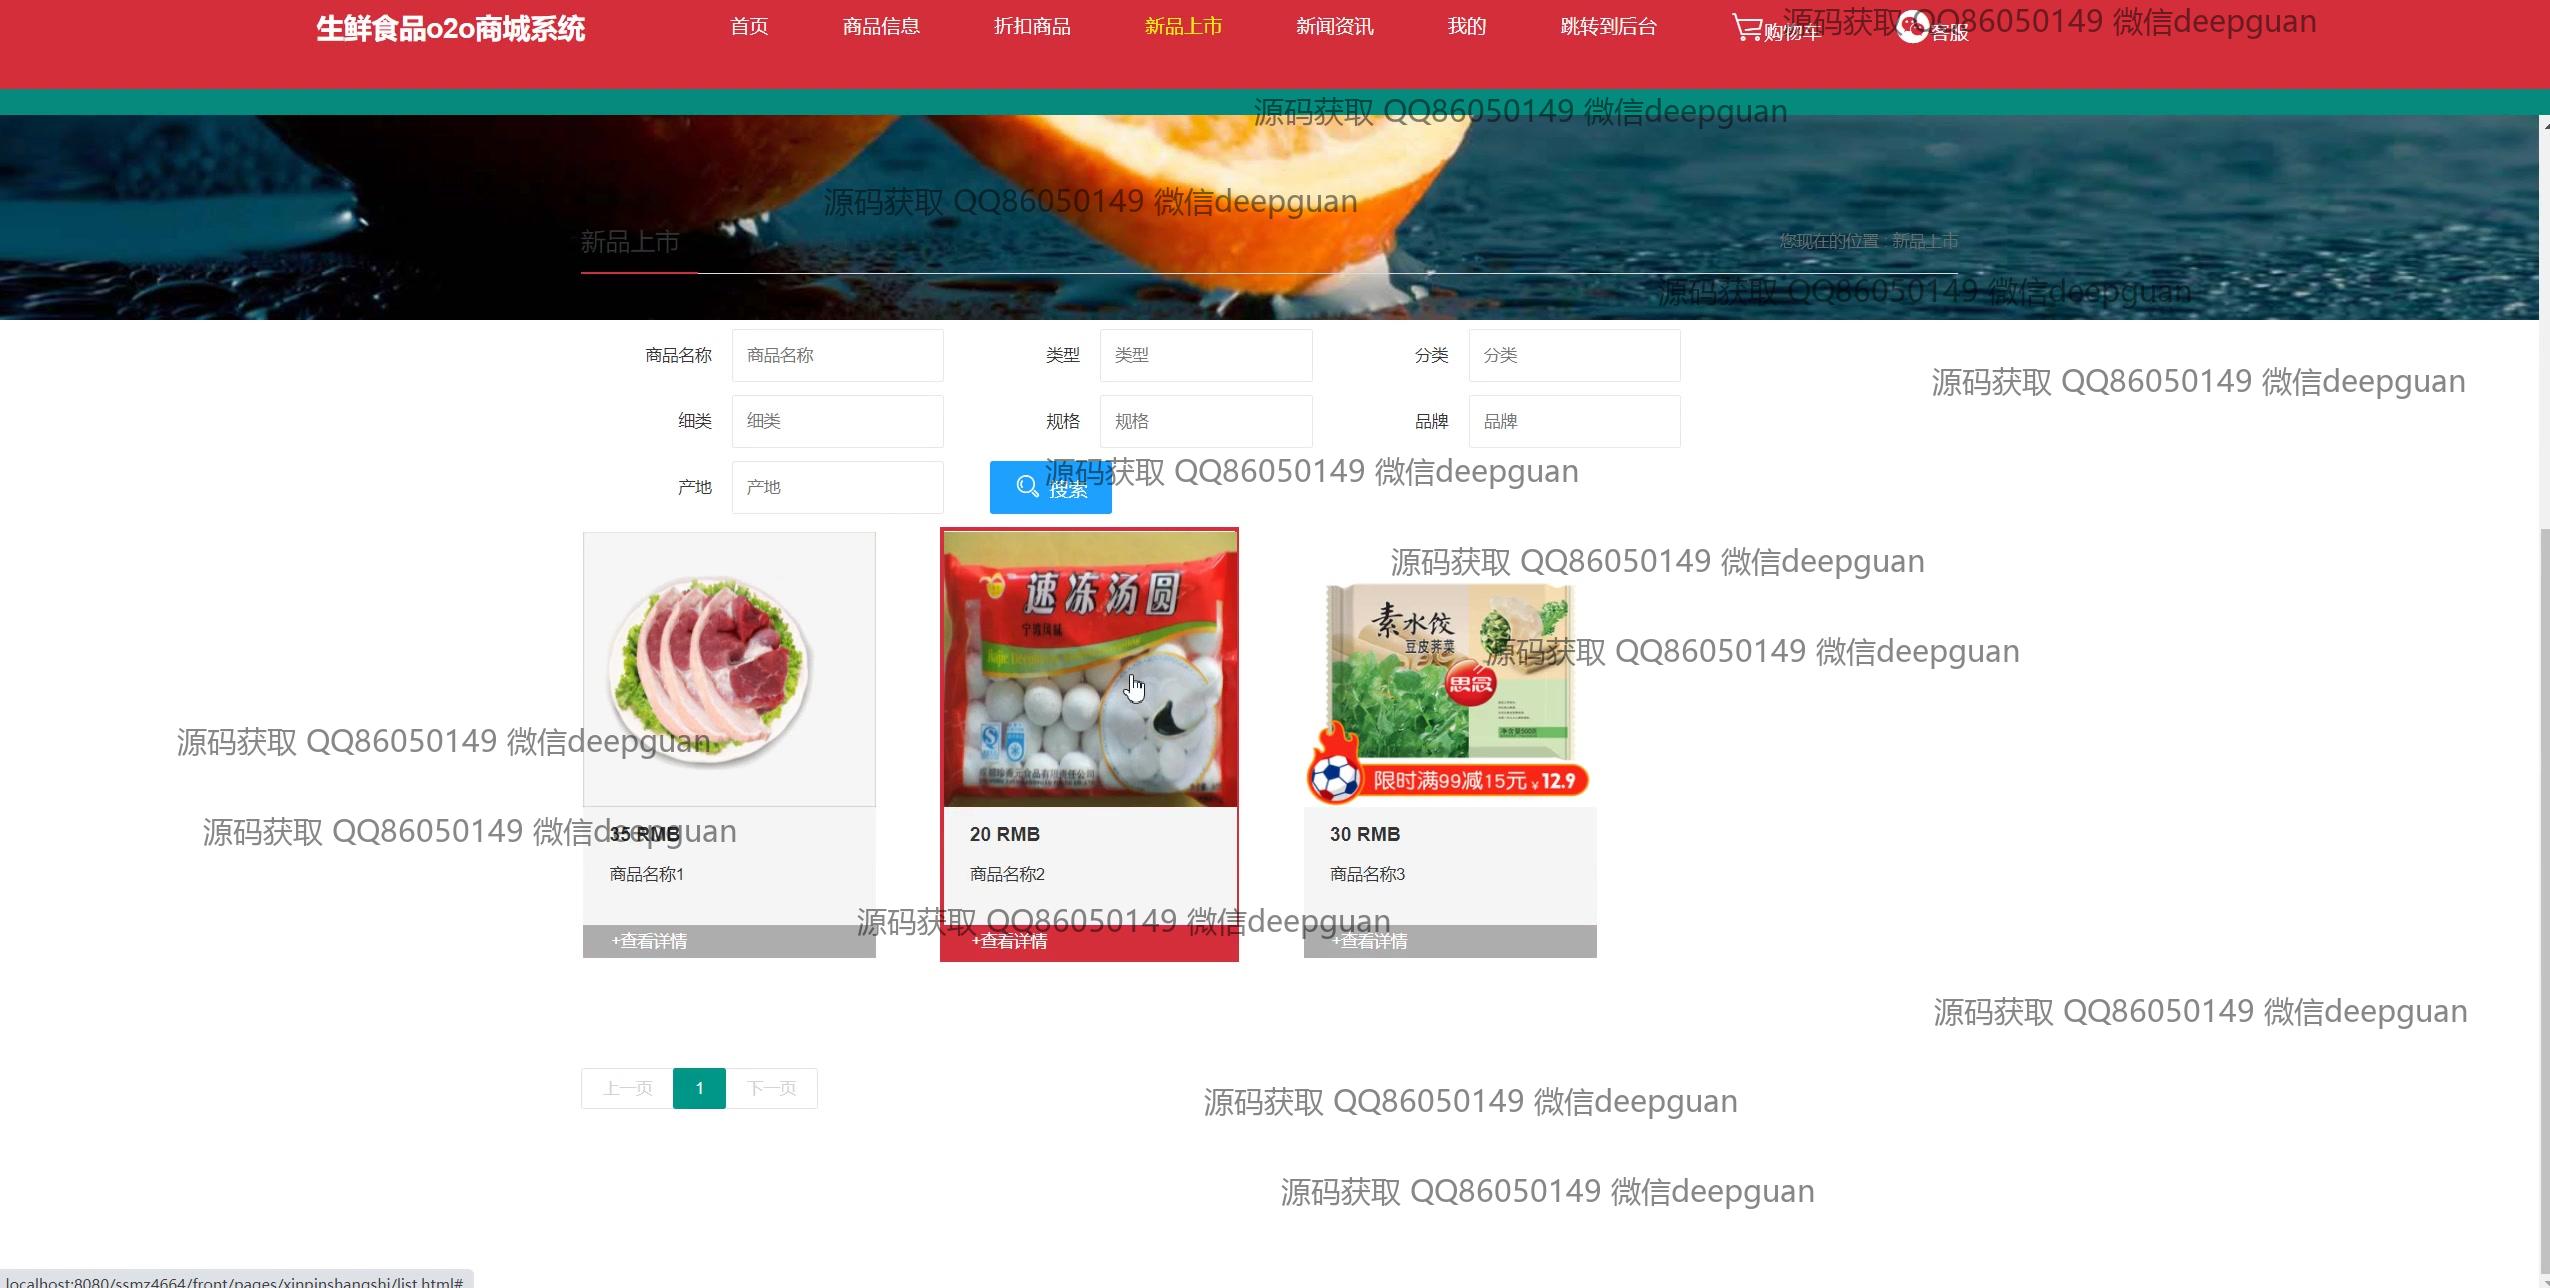 生鲜食品o2o商城系统 首页 商品信息 折扣商品 新品上市 新闻资讯 我的 跳转到后台 购物车 客服
源码获取 QQ86050149 微信deepguan
源码获取 QQ86050149 微信deepguan
源码获取 QQ86050149 微信deepguan
新品上市 您现在的位置 : 新品上市
源码获取 QQ86050149 微信deepguan
商品名称 商品名称 类型 类型 分类 分类
源码获取 QQ86050149 微信deepguan
细类 细类 规格 规格 品牌 品牌
源码获取 QQ86050149 微信deepguan
产地 产地 搜索
源码获取 QQ86050149 微信deepguan
速冻汤圆
宁波风味
素水饺
豆皮荠菜
源码获取 QQ86050149 微信deepguan
思念
净含量500克
源码获取 QQ86050149 微信deepguan
限时满99减15元 ¥12.9
源码获取 QQ86050149 微信deepguan
35 RMB 20 RMB 30 RMB
商品名称1 商品名称2 商品名称3
源码获取 QQ86050149 微信deepguan
+查看详情 +查看详情 +查看详情
源码获取 QQ86050149 微信deepguan
上一页 1 下一页
源码获取 QQ86050149 微信deepguan
源码获取 QQ86050149 微信deepguan
localhost:8080/ssmz4664/front/pages/xinpinshangshi/list.html#